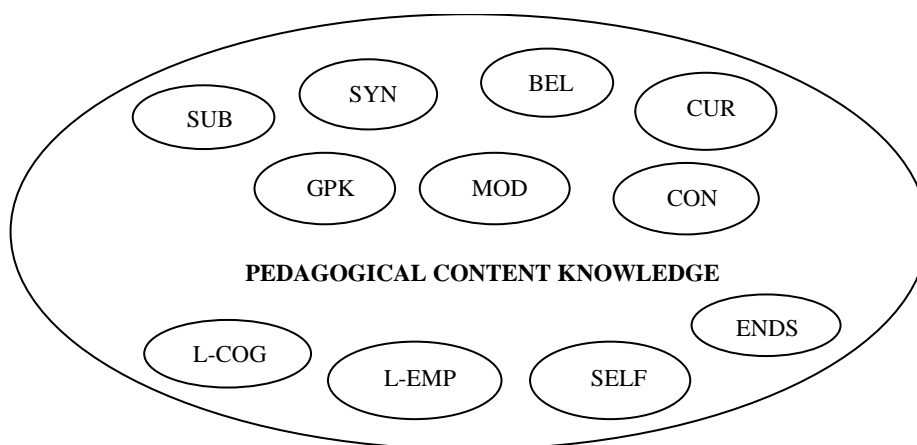 SUB
SYN
BEL
CUR
GPK
MOD
CON
PEDAGOGICAL CONTENT KNOWLEDGE
L-COG
L-EMP
SELF
ENDS